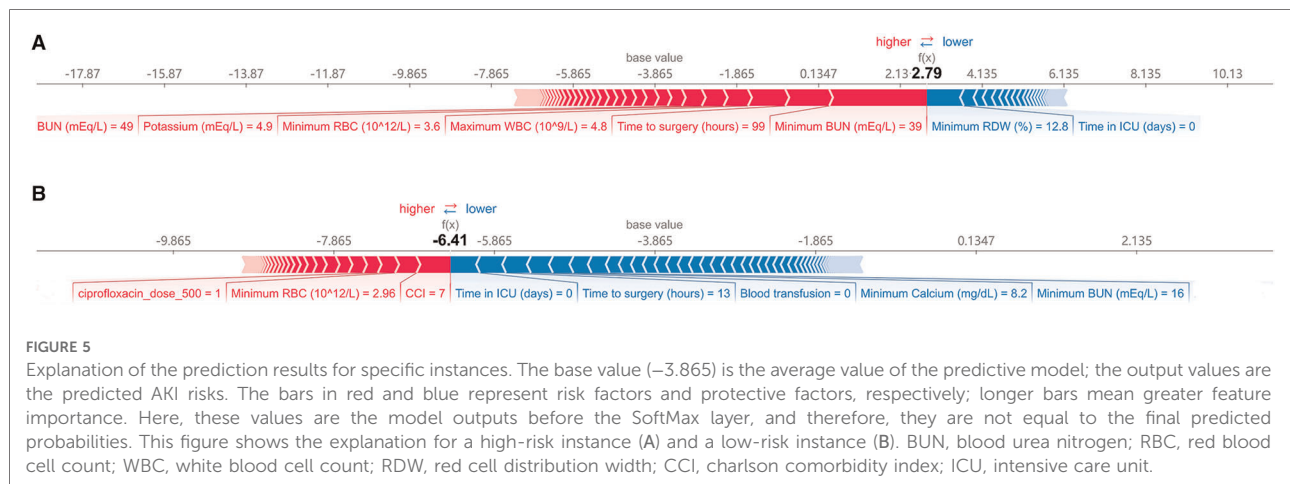 A
higher ⇄ lower
base value f(x)
-17.87 -15.87 -13.87 -11.87 -9.865 -7.865 -5.865 -3.865 -1.865 0.1347 2.13 2.79 4.135 6.135 8.135 10.13
BUN (mEq/L) = 49 Potassium (mEq/L) = 4.9 Minimum RBC (10^12/L) = 3.6 Maximum WBC (10^9/L) = 4.8 Time to surgery (hours) = 99 Minimum BUN (mEq/L) = 39 Minimum RDW (%) = 12.8 Time in ICU (days) = 0
B
higher ⇄ lower
f(x) base value
-9.865 -7.865 -6.41 -5.865 -3.865 -1.865 0.1347 2.135
ciprofloxacin_dose_500 = 1 Minimum RBC (10^12/L) = 2.96 CCI = 7 Time in ICU (days) = 0 Time to surgery (hours) = 13 Blood transfusion = 0 Minimum Calcium (mg/dL) = 8.2 Minimum BUN (mEq/L) = 16
FIGURE 5
Explanation of the prediction results for specific instances. The base value (−3.865) is the average value of the predictive model; the output values are
the predicted AKI risks. The bars in red and blue represent risk factors and protective factors, respectively; longer bars mean greater feature
importance. Here, these values are the model outputs before the SoftMax layer, and therefore, they are not equal to the final predicted
probabilities. This figure shows the explanation for a high-risk instance (A) and a low-risk instance (B). BUN, blood urea nitrogen; RBC, red blood
cell count; WBC, white blood cell count; RDW, red cell distribution width; CCI, charlson comorbidity index; ICU, intensive care unit.